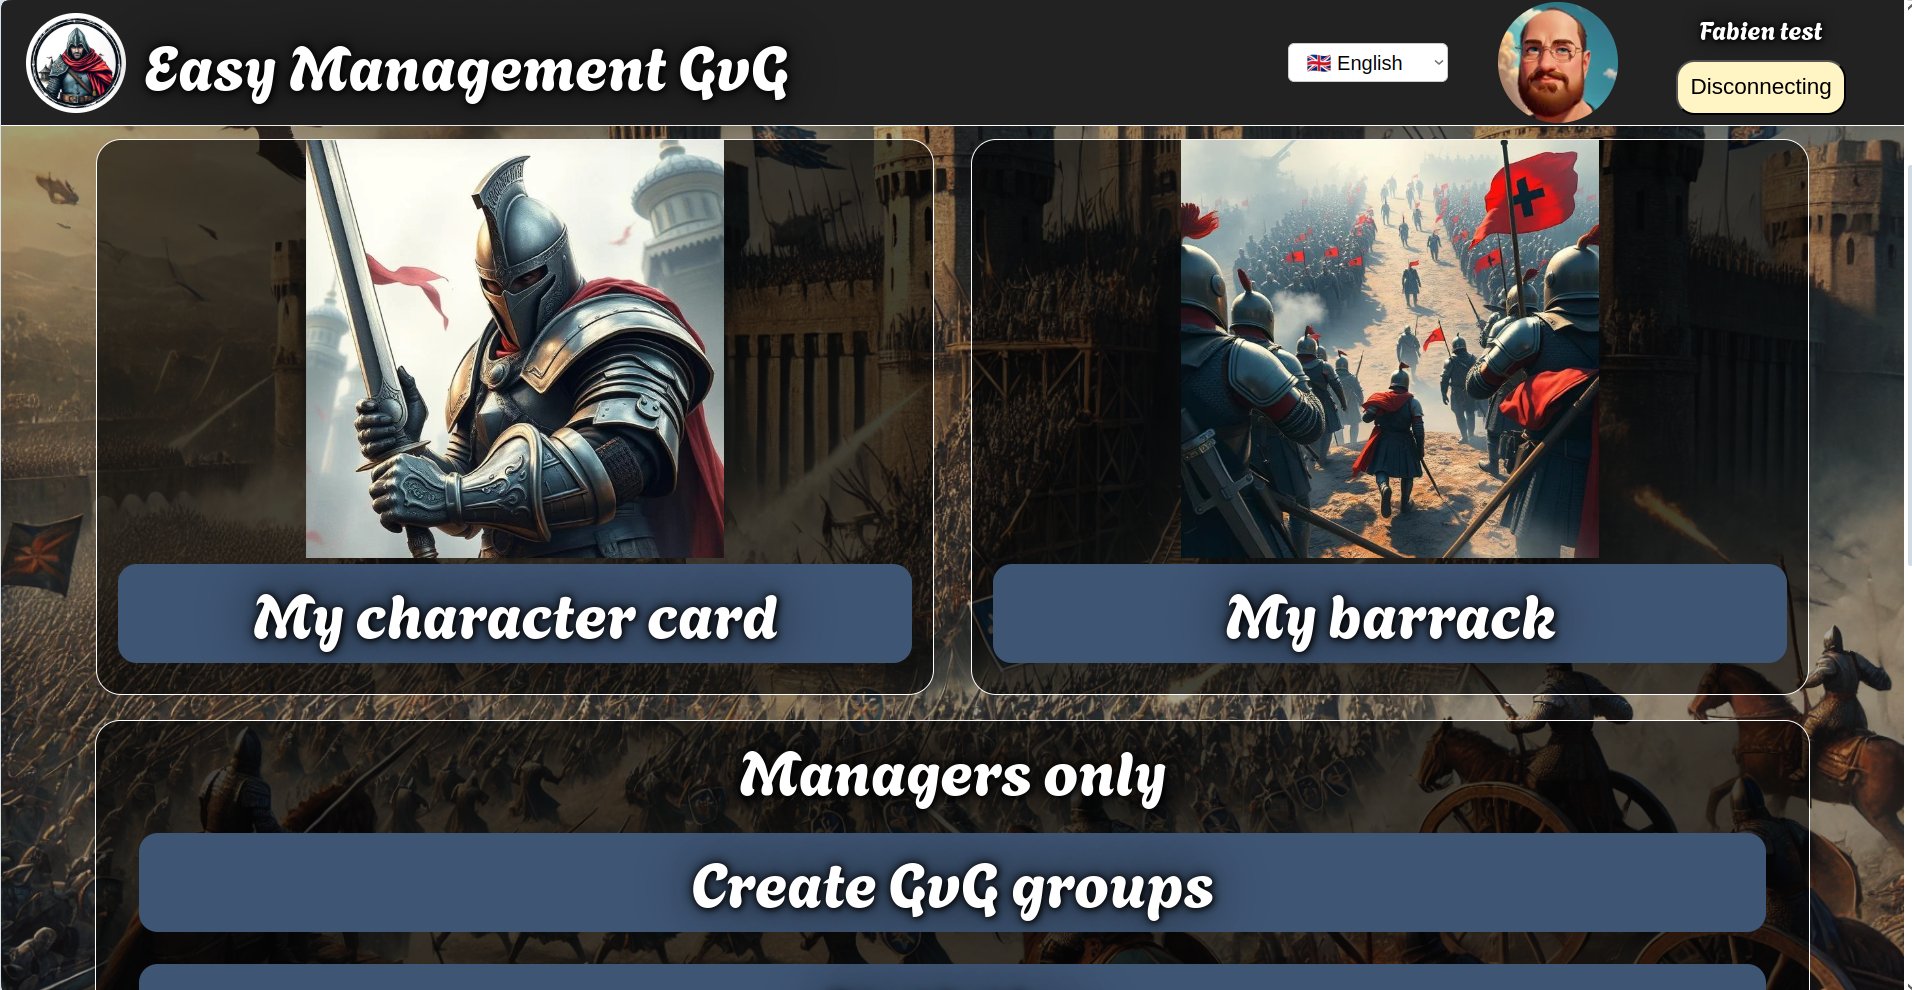 Easy Management GvG
🇬🇧 English
Fabien test
Disconnecting
My character card
My barrack
Managers only
Create GvG groups